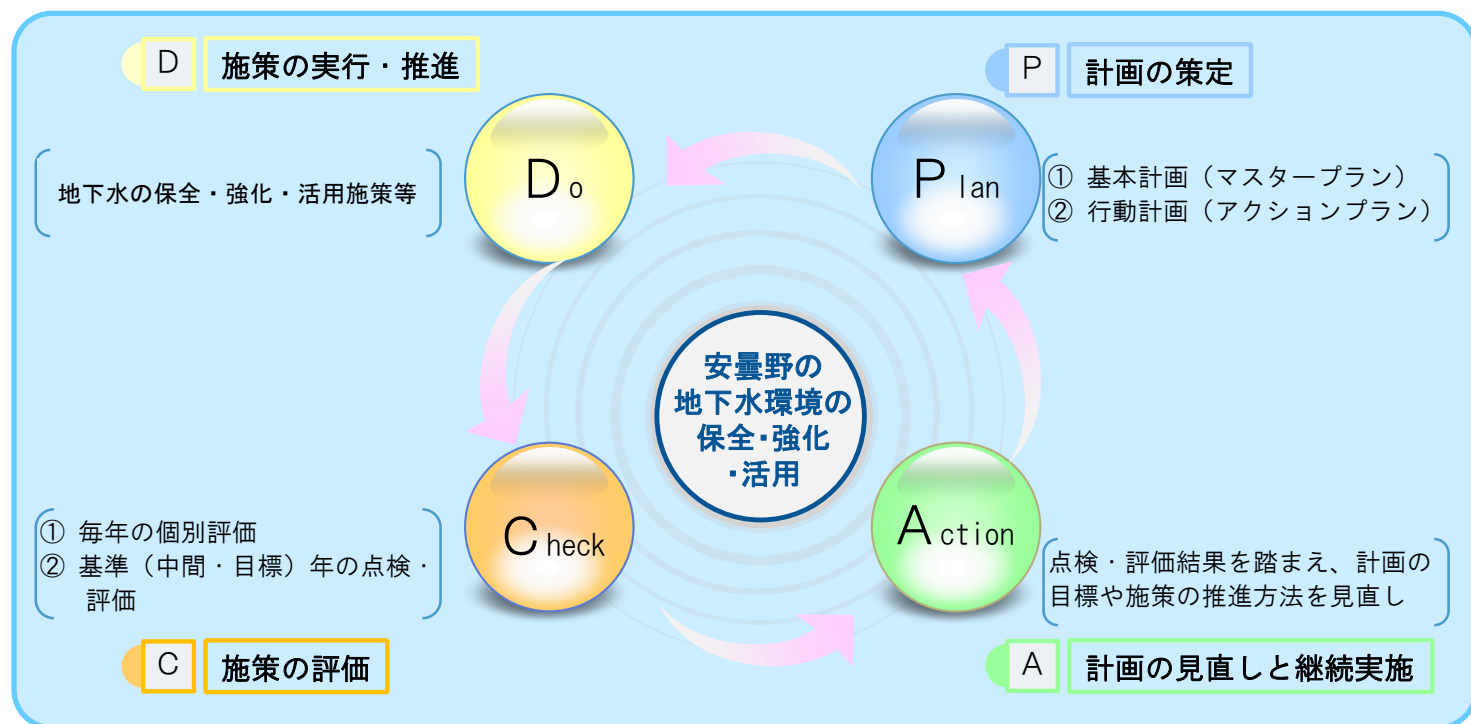 D 施策の実行・推進
P 計画の策定
Do
Plan
地下水の保全・強化・活用施策等
① 基本計画（マスタープラン）
② 行動計画（アクションプラン）
安曇野の
地下水環境の
保全・強化
・活用
Check
Action
① 毎年の個別評価
② 基準（中間・目標）年の点検・
評価
点検・評価結果を踏まえ、計画の
目標や施策の推進方法を見直し
C 施策の評価
A 計画の見直しと継続実施